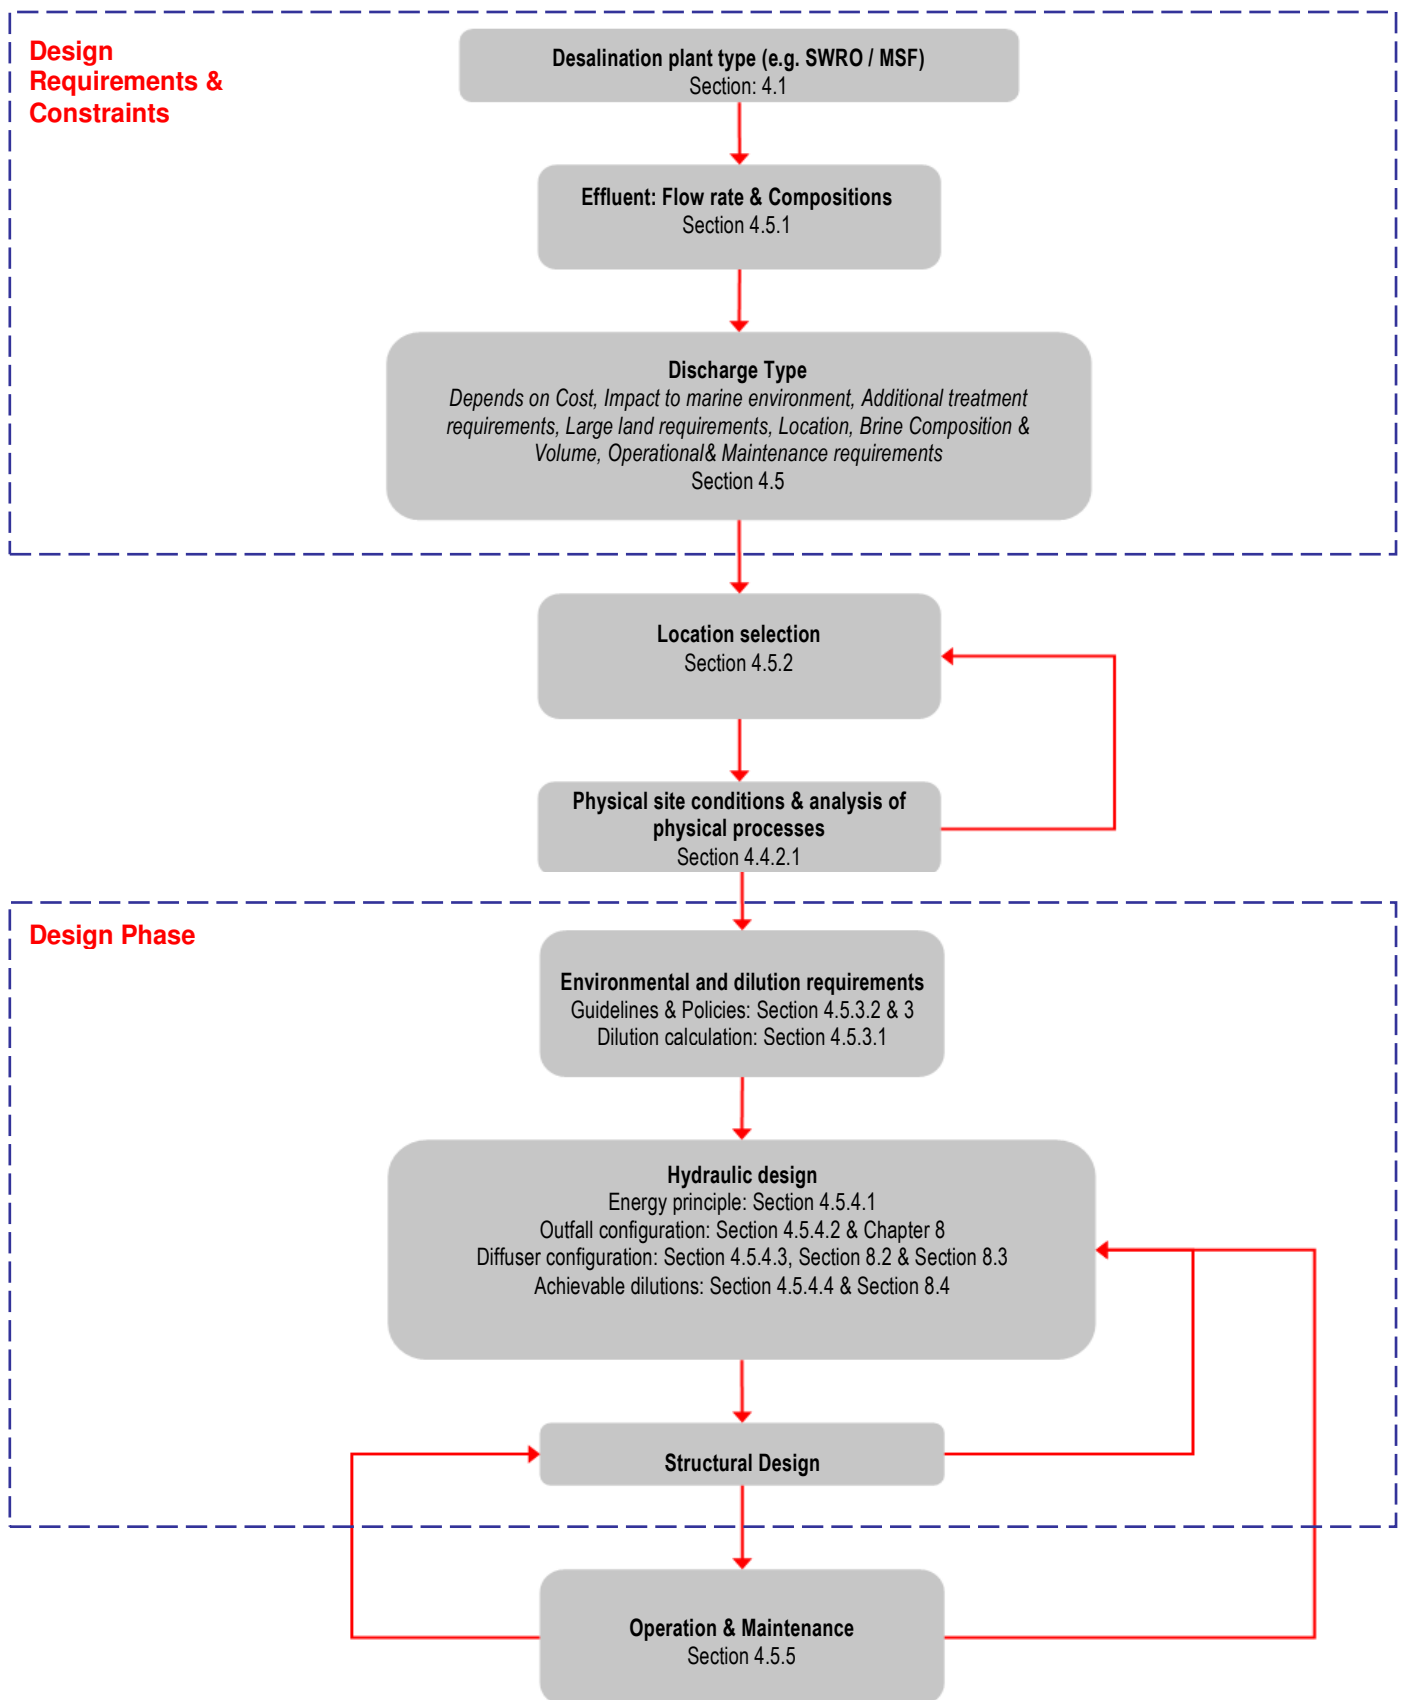 Design
Requirements &
Constraints
Desalination plant type (e.g. SWRO / MSF)
Section: 4.1
Effluent: Flow rate & Compositions
Section 4.5.1
Discharge Type
Depends on Cost, Impact to marine environment, Additional treatment
requirements, Large land requirements, Location, Brine Composition &
Volume, Operational& Maintenance requirements
Section 4.5
Location selection
Section 4.5.2
Physical site conditions & analysis of
physical processes
Section 4.4.2.1
Design Phase
Environmental and dilution requirements
Guidelines & Policies: Section 4.5.3.2 & 3
Dilution calculation: Section 4.5.3.1
Hydraulic design
Energy principle: Section 4.5.4.1
Outfall configuration: Section 4.5.4.2 & Chapter 8
Diffuser configuration: Section 4.5.4.3, Section 8.2 & Section 8.3
Achievable dilutions: Section 4.5.4.4 & Section 8.4
Structural Design
Operation & Maintenance
Section 4.5.5